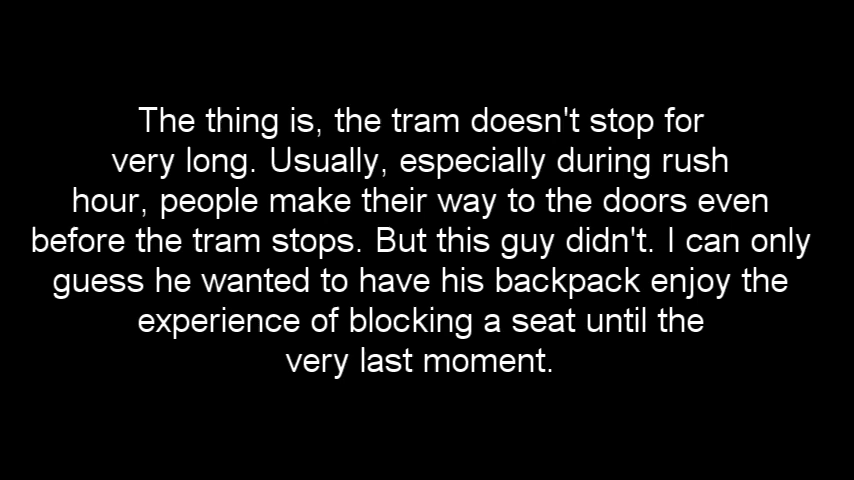 The thing is, the tram doesn't stop for
very long. Usually, especially during rush
hour, people make their way to the doors even
before the tram stops. But this guy didn't. I can only
guess he wanted to have his backpack enjoy the
experience of blocking a seat until the
very last moment.